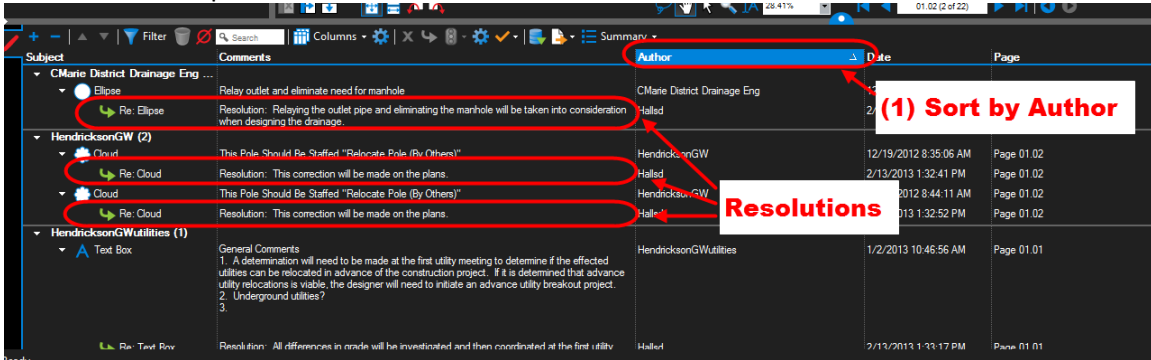 28.41%
01.02 (2 of 22)
Filter
Search
Columns
Summary
Subject Comments Author Date Page
CMarie District Drainage Eng ...
Ellipse Relay outlet and eliminate need for manhole CMarie District Drainage Eng
Re: Ellipse Resolution: Relaying the outlet pipe and eliminating the manhole will be taken into consideration Hallsd
when designing the drainage.
(1) Sort by Author
HendricksonGW (2)
Cloud This Pole Should Be Staffed "Relocate Pole (By Others)" HendricksonGW 12/19/2012 8:35:06 AM Page 01.02
Re: Cloud Resolution: This correction will be made on the plans. Hallsd 2/13/2013 1:32:41 PM Page 01.02
Cloud This Pole Should Be Staffed "Relocate Pole (By Others)" HendricksonGW 2012 8:44:11 AM Page 01.02
Resolutions
Re: Cloud Resolution: This correction will be made on the plans. Hallsd 013 1:32:52 PM Page 01.02
HendricksonGWutilities (1)
Text Box General Comments HendricksonGWutilities 1/2/2013 10:46:56 AM Page 01.01
1. A determination will need to be made at the first utility meeting to determine if the effected
utilities can be relocated in advance of the construction project. If it is determined that advance
utility relocations is viable, the designer will need to initiate an advance utility breakout project.
2. Underground utilities?
3.
Re: Text Box Resolution: All differences in grade will be investigated and then coordinated at the first utility Hallsd 2/13/2013 1:33:17 PM Page 01.01